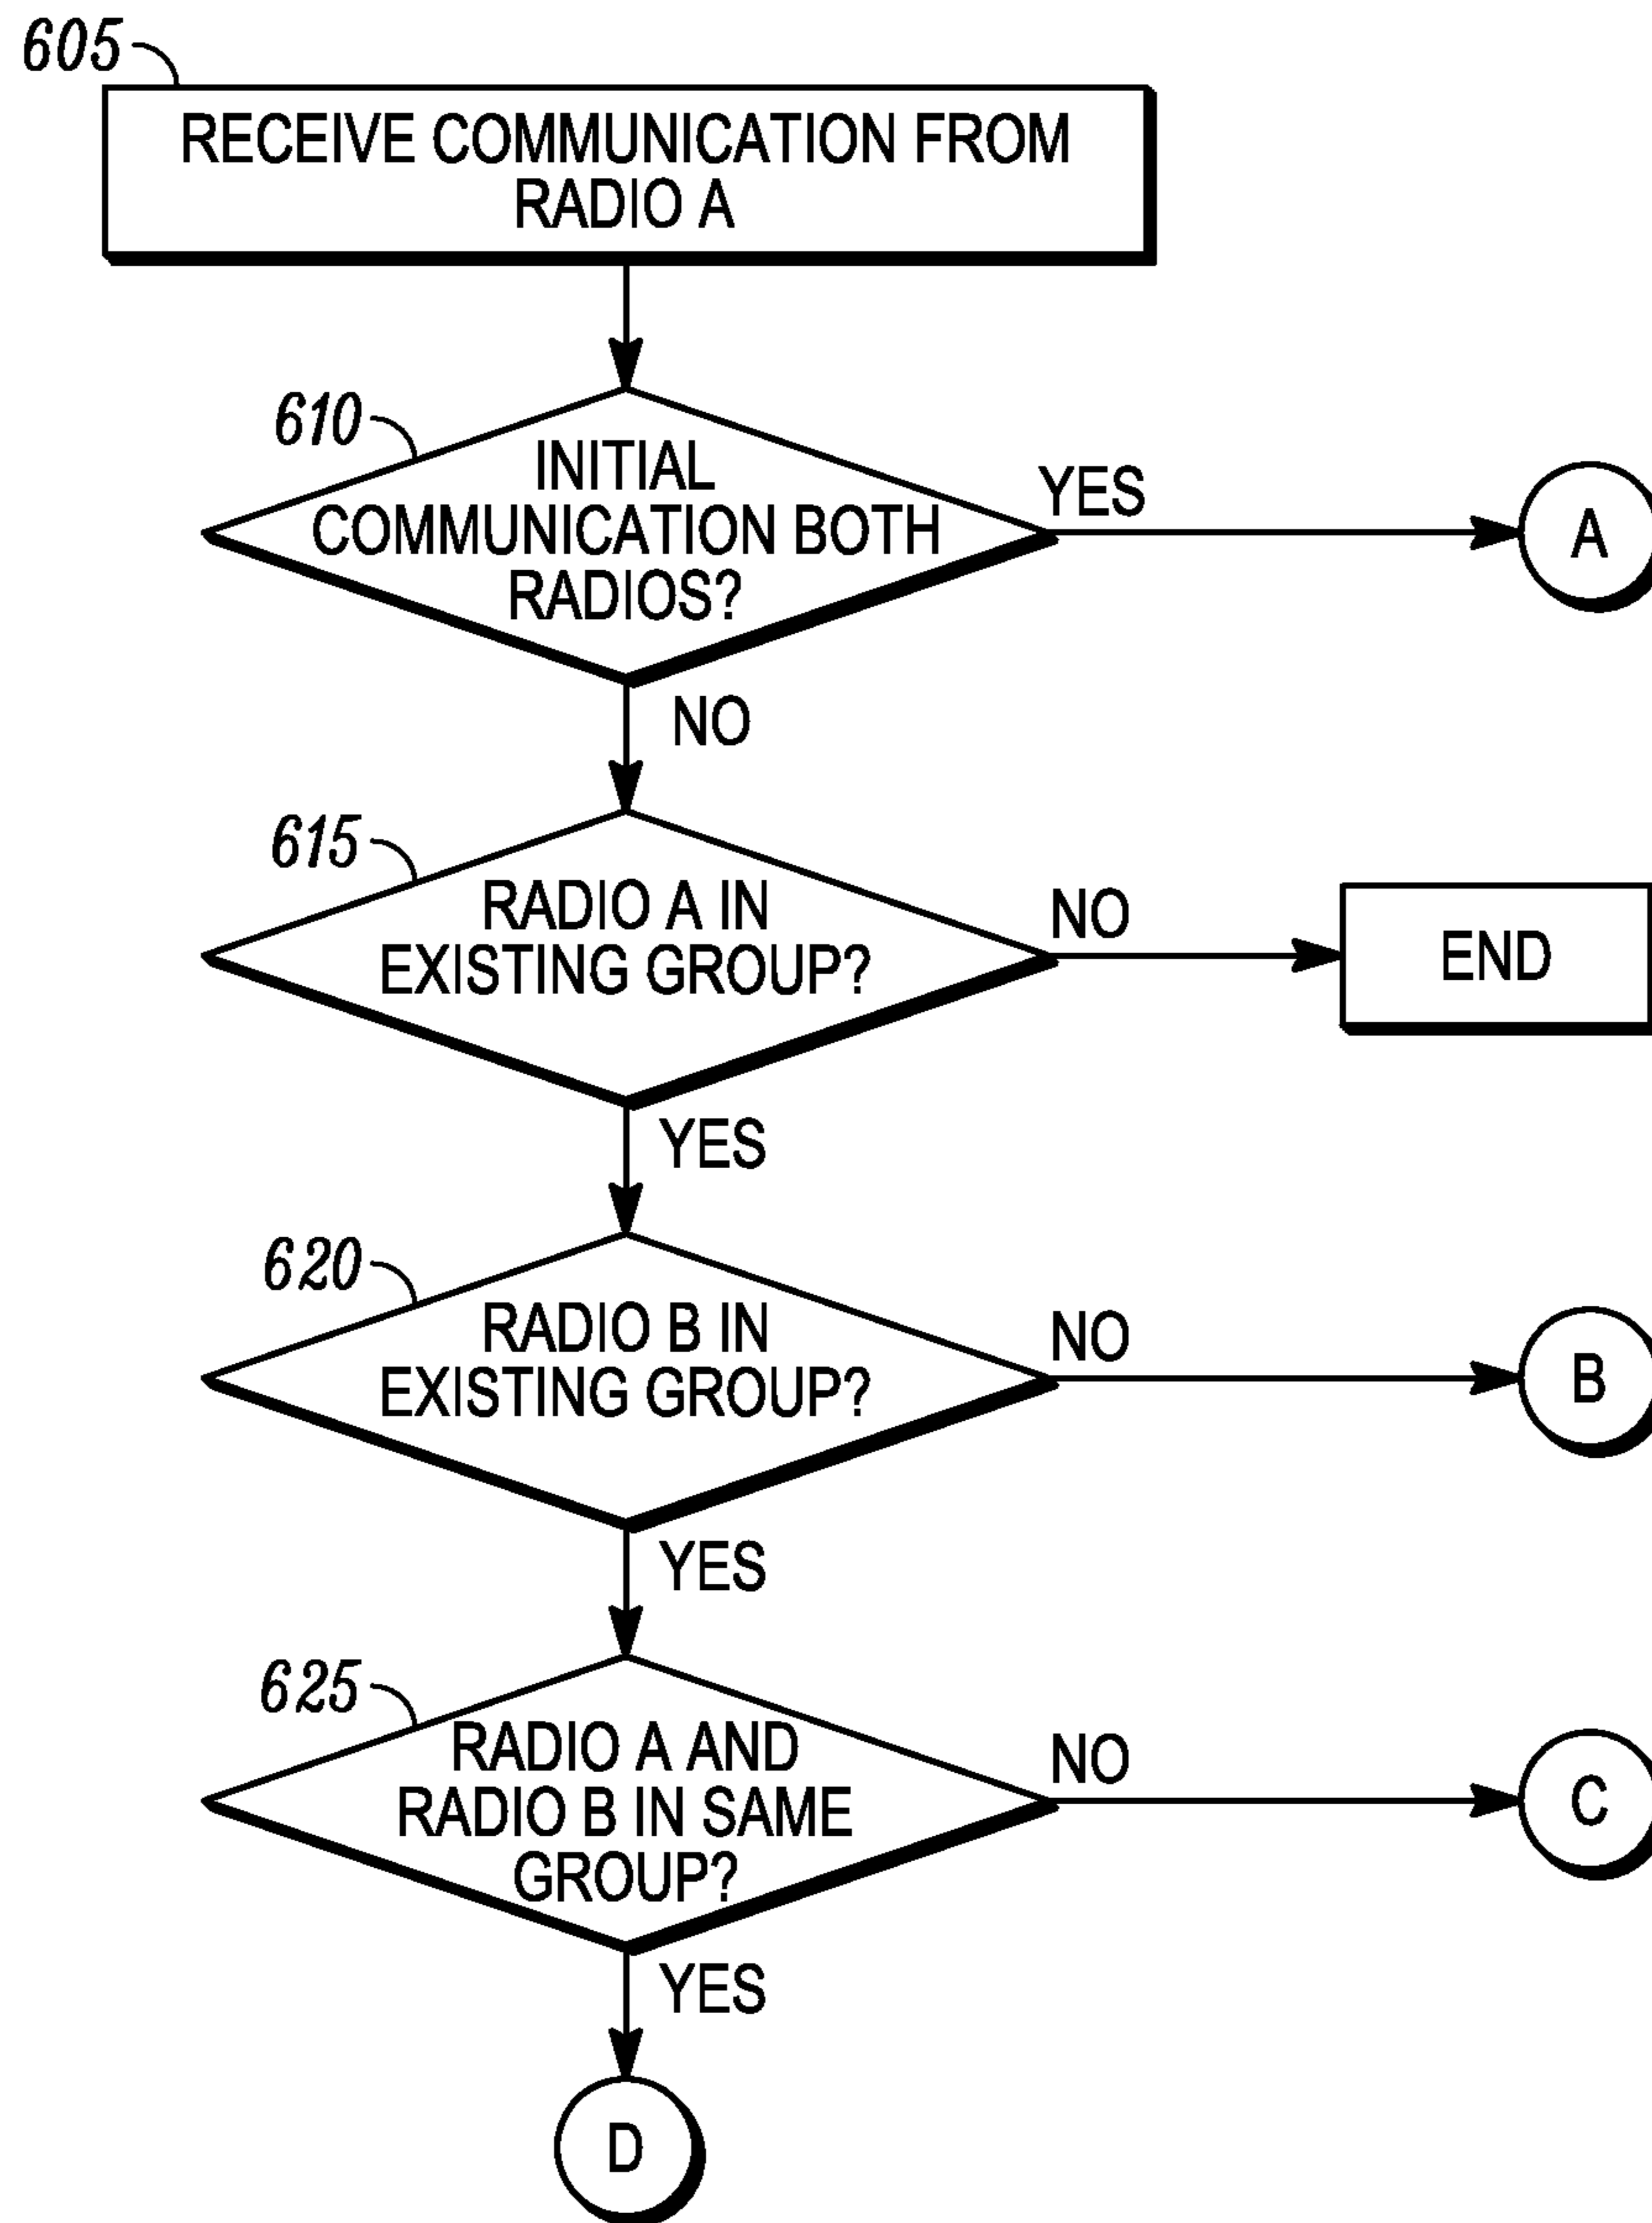 605
RECEIVE COMMUNICATION FROM
RADIO A
610
INITIAL
COMMUNICATION BOTH
RADIOS?
YES
A
NO
615
RADIO A IN
EXISTING GROUP?
NO
END
YES
620
RADIO B IN
EXISTING GROUP?
NO
B
YES
625
RADIO A AND
RADIO B IN SAME
GROUP?
NO
C
YES
D